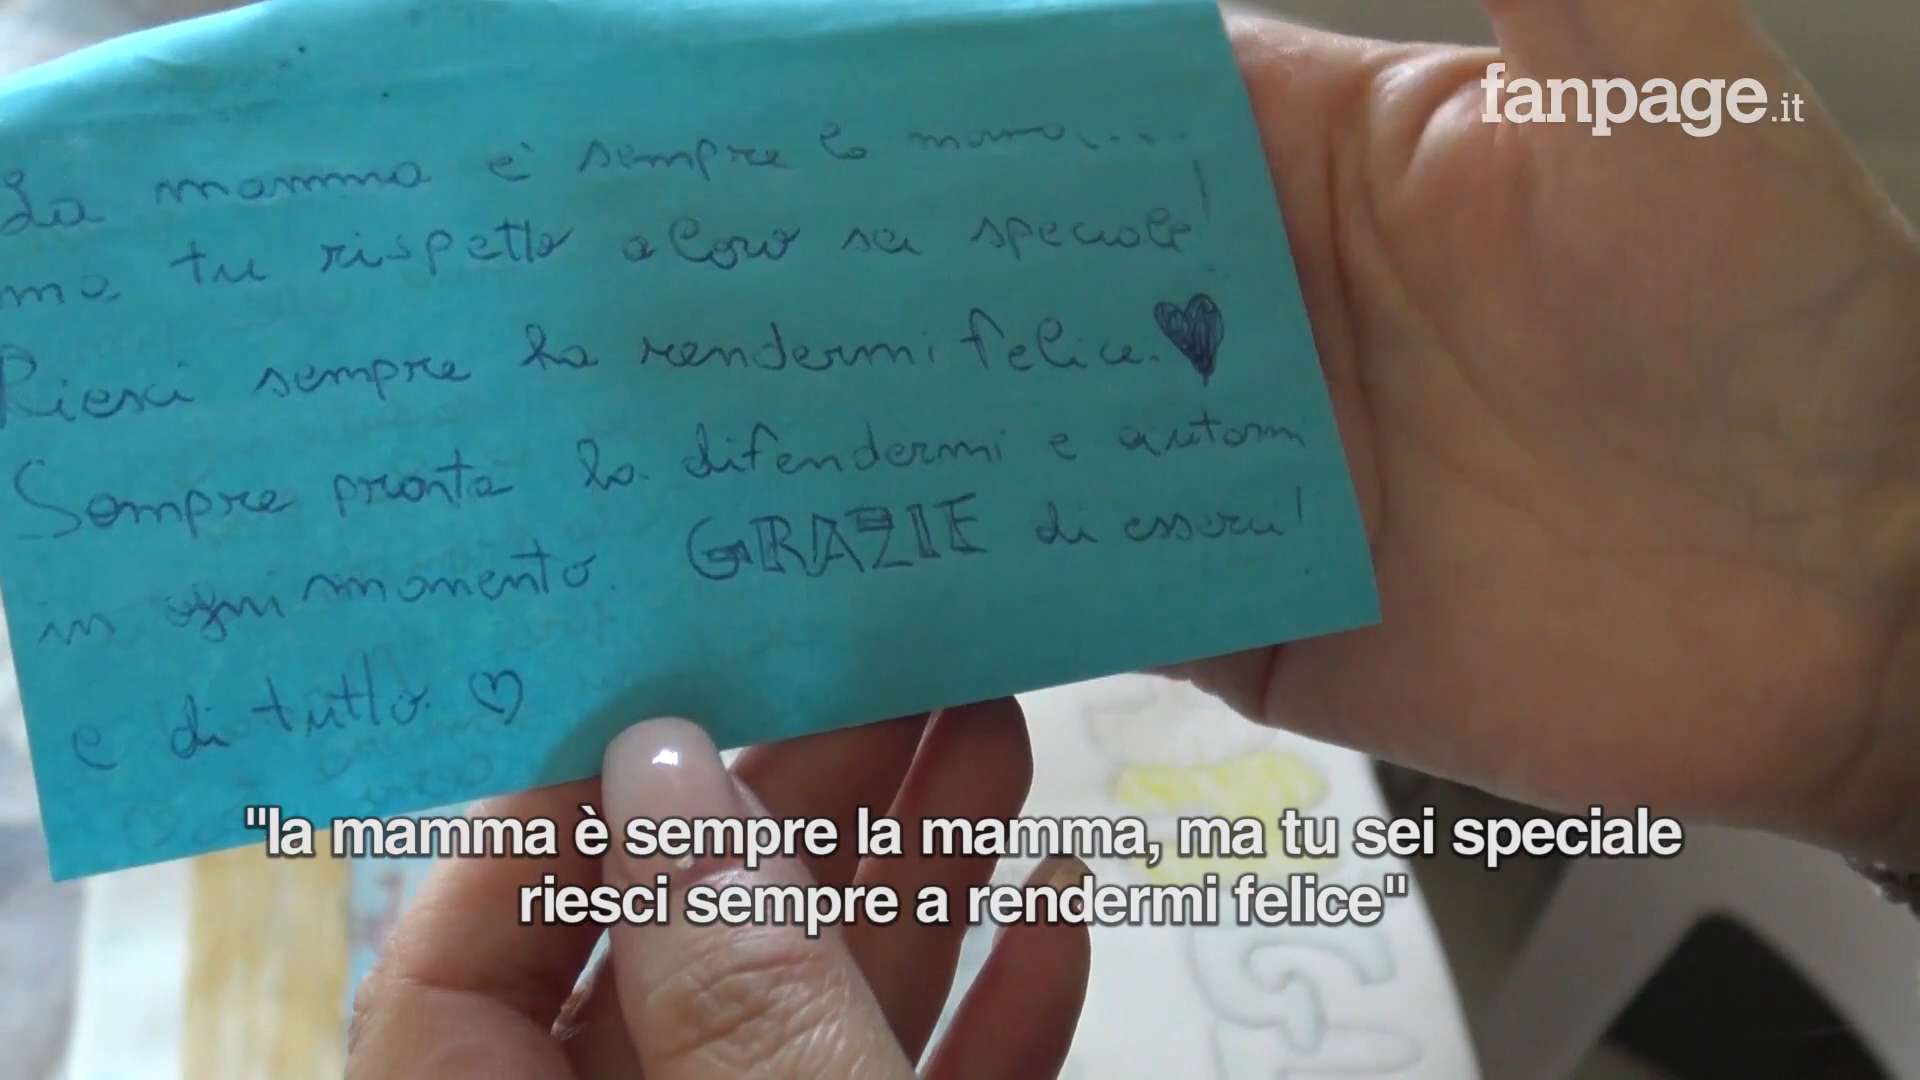 fanpage.it
La mamma è sempre la mamma....
ma tu rispetto a loro sei speciale!
Riesci sempre ha rendermi felice.
Sempre pronta ha difendermi e aiutarmi
in ogni momento. GRAZIE di esserci!
e di tutto
"la mamma è sempre la mamma, ma tu sei speciale
riesci sempre a rendermi felice"